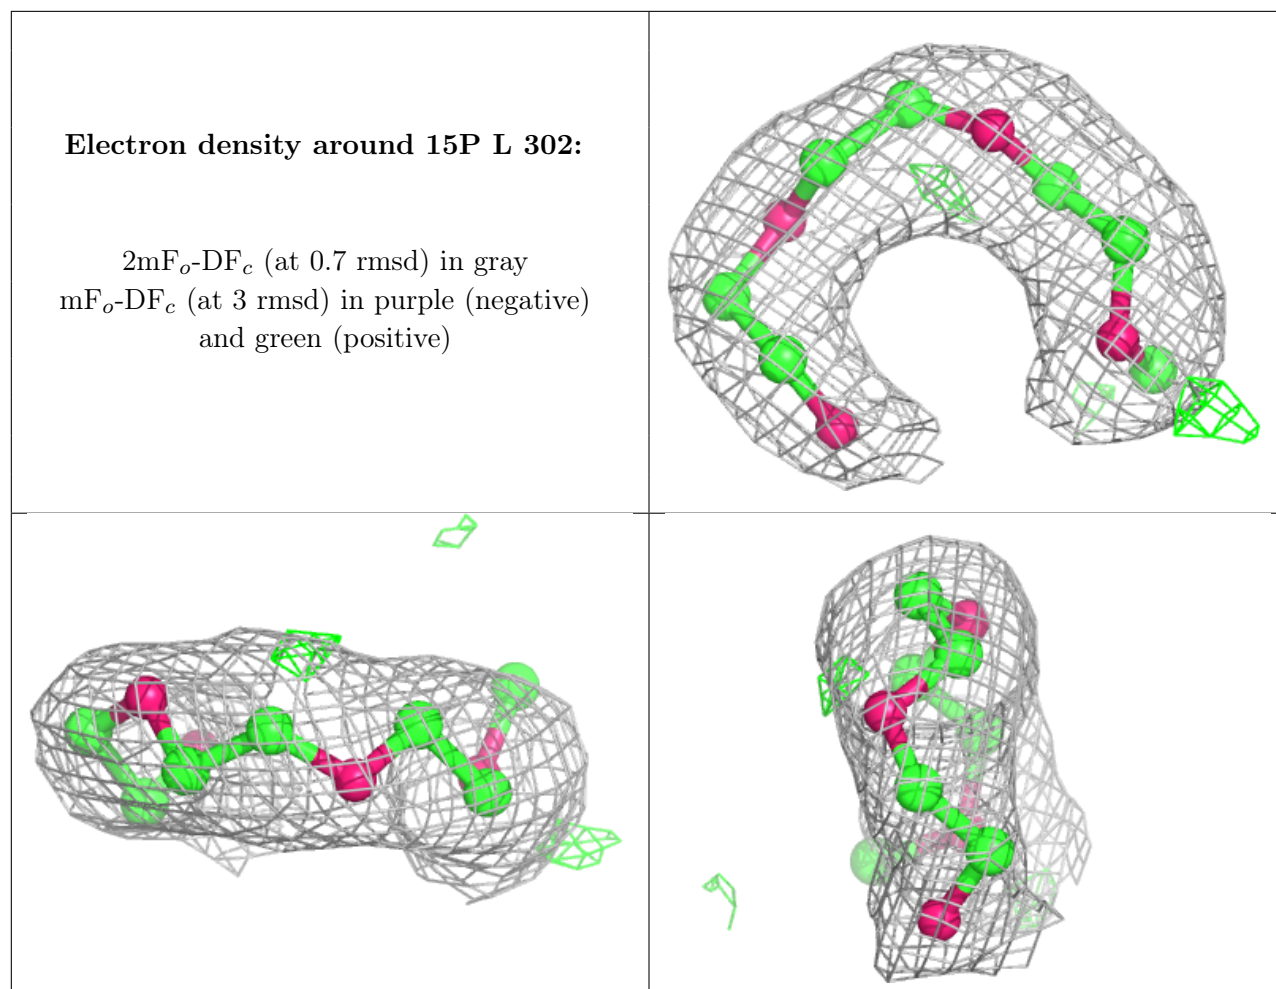 Electron density around 15P L 302:
2mFo-DFc (at 0.7 rmsd) in gray
mFo-DFc (at 3 rmsd) in purple (negative)
and green (positive)